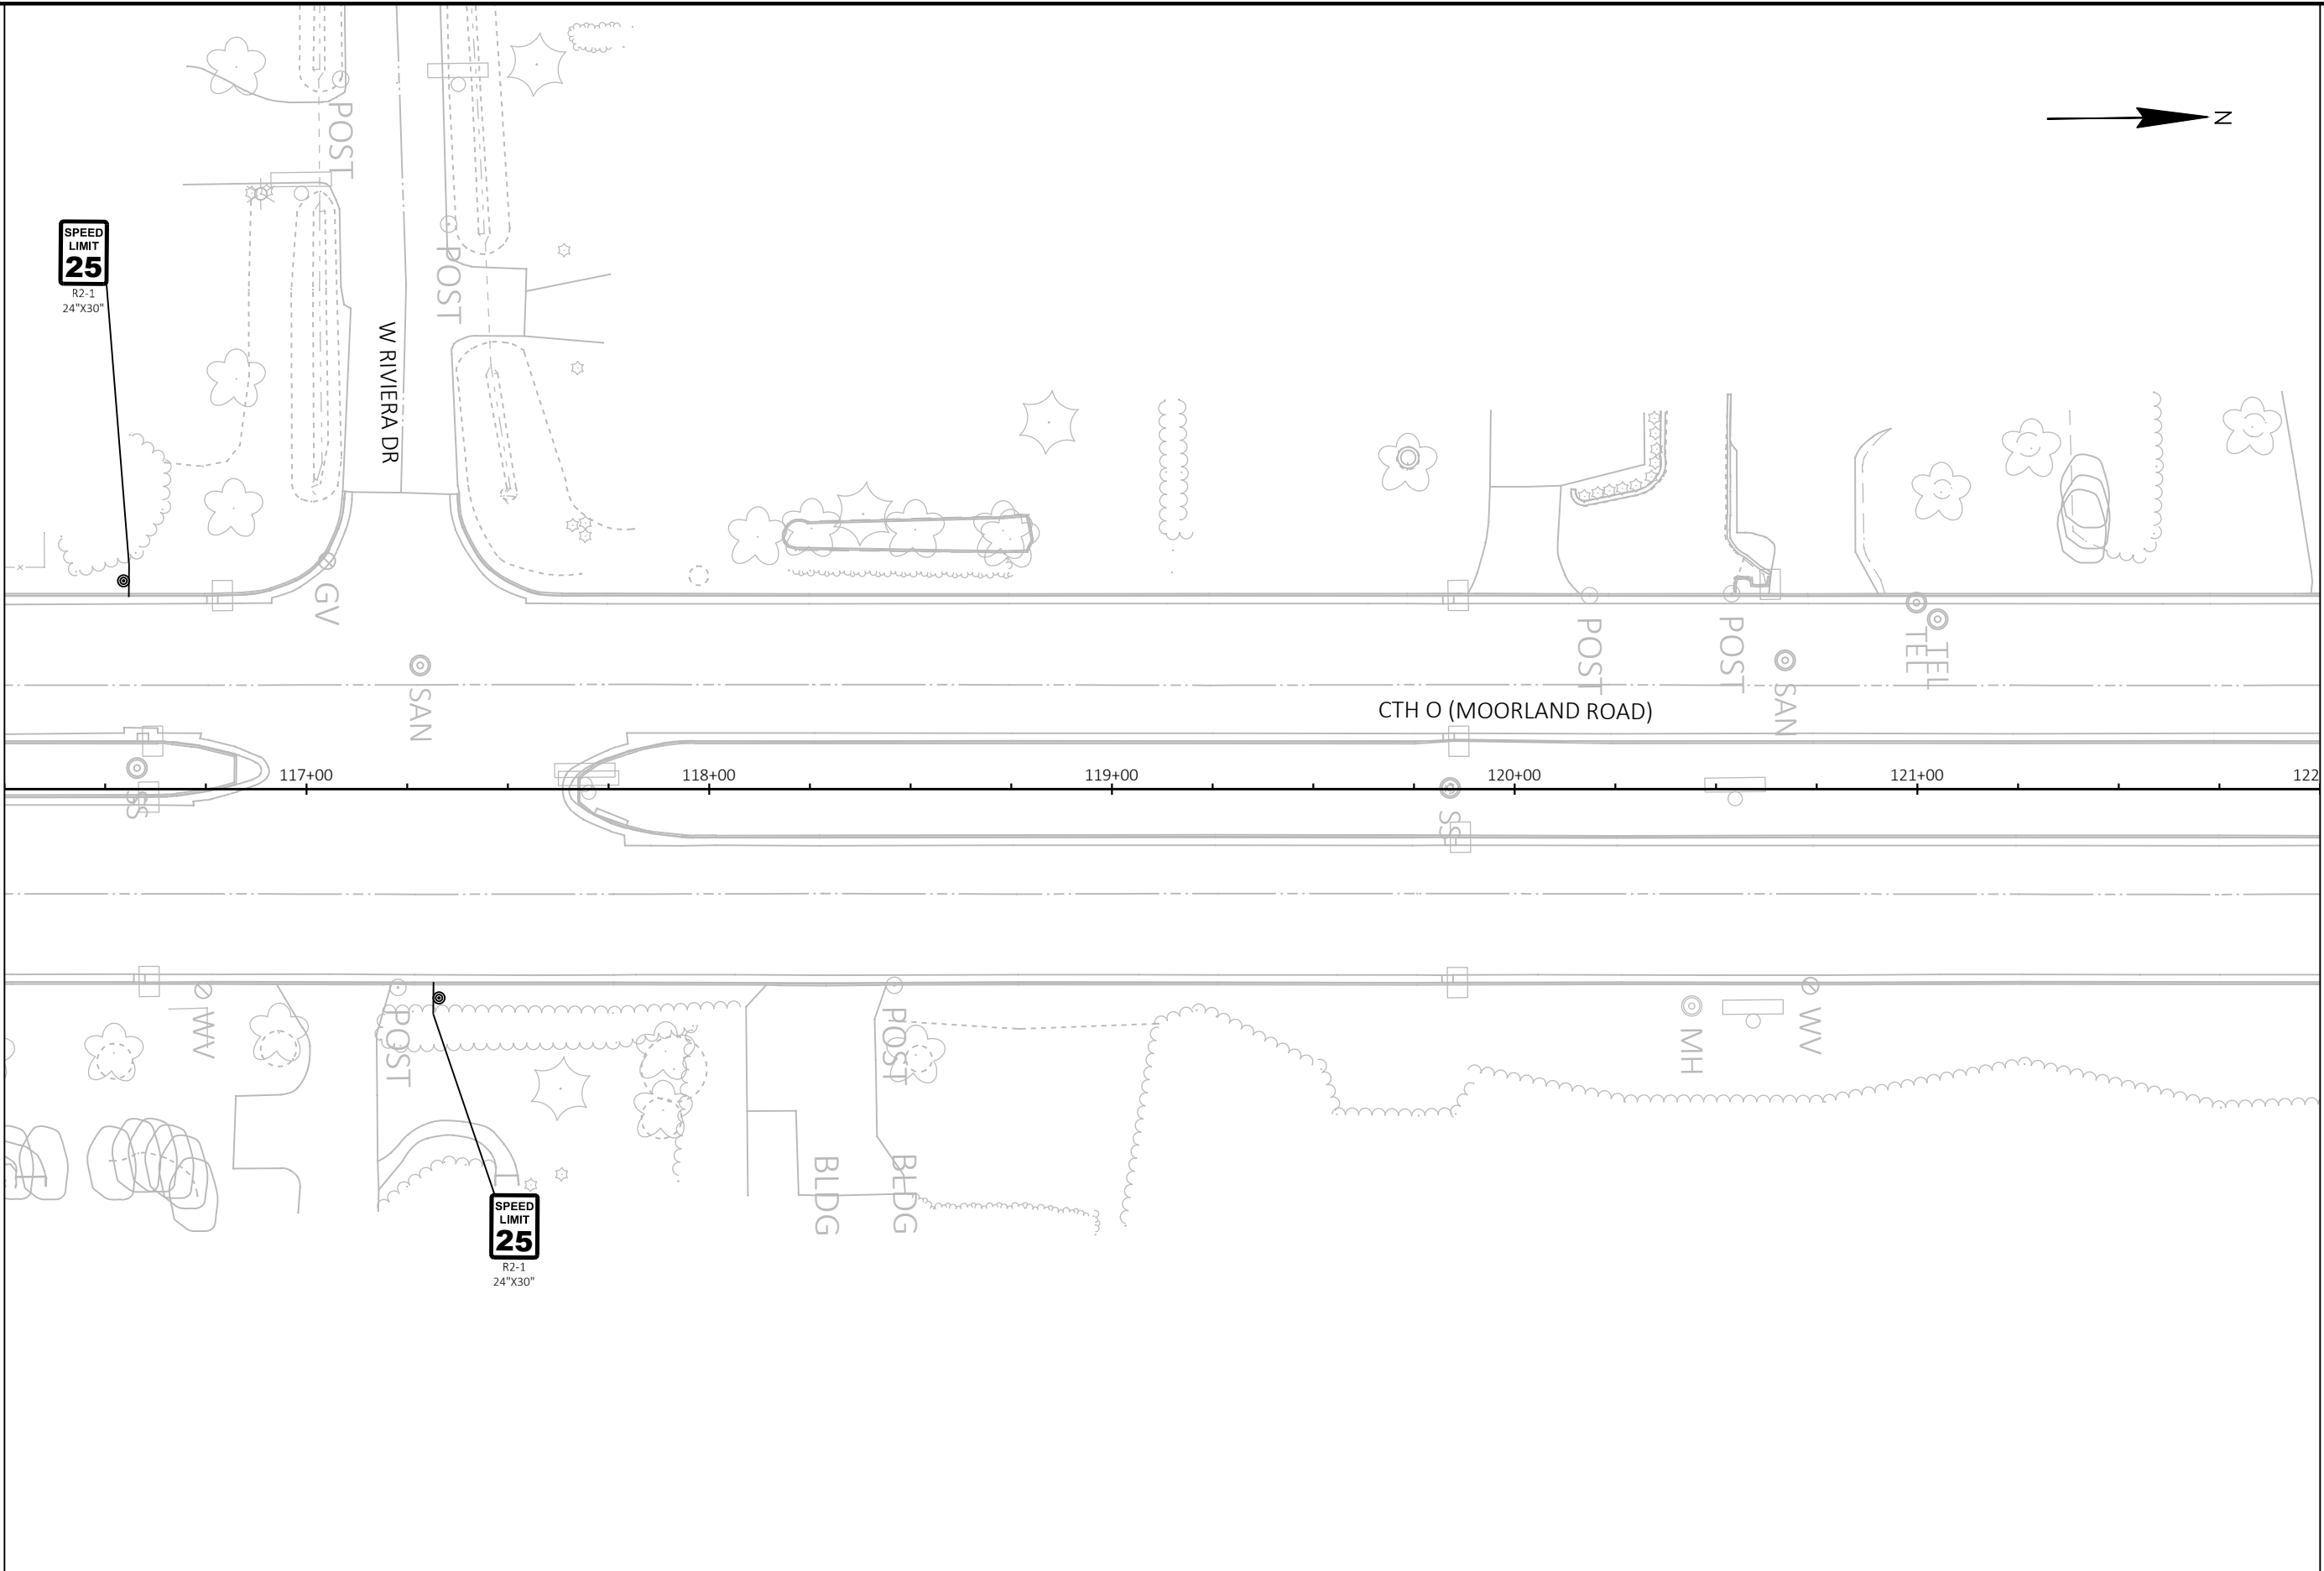 N
POST
SPEED
LIMIT
25
R2-1
24"X30"
POST
W RIVIERA DR
GV
SAN
POST
POST
SAN
TEL
TEL
CTH O (MOORLAND ROAD)
117+00
118+00
119+00
120+00
121+00
122
SS
SS
WV
POST
POST
MH
WV
BLDG
BLDG
SPEED
LIMIT
25
R2-1
24"X30"